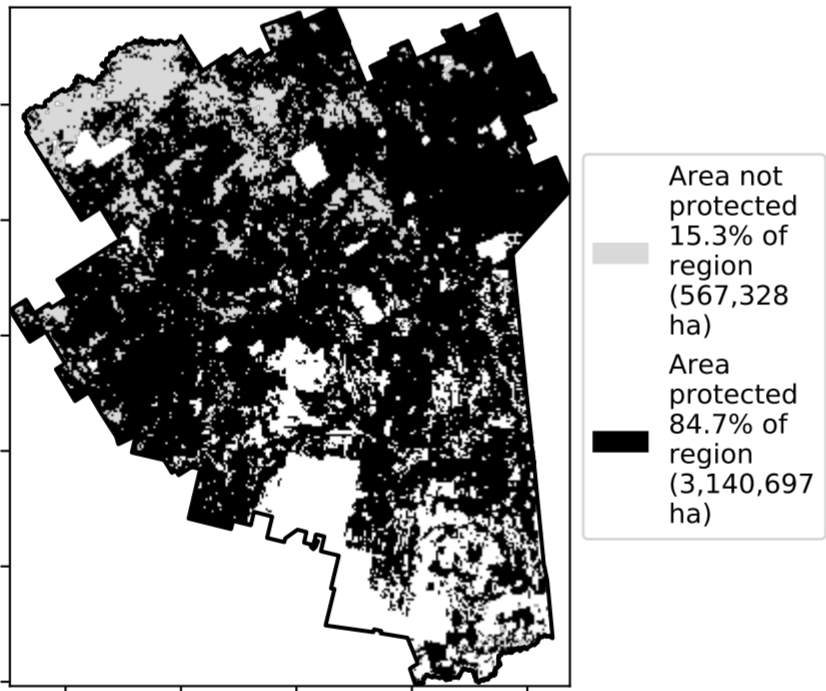 Area not
protected
15.3% of
region
(567,328
ha)
Area
protected
84.7% of
region
(3,140,697
ha)